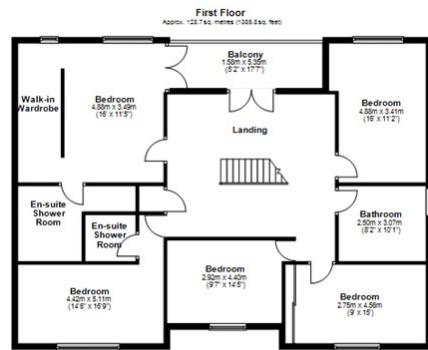 First Floor
Approx. 128.7 sq. metres (1385.8 sq. feet)
Balcony
1.58m x 5.35m
(5'2" x 17'7")
Walk-in
Wardrobe
Bedroom
4.88m x 3.49m
(16' x 11'5")
Landing
Bedroom
4.88m x 3.41m
(16' x 11'2")
En-suite
Shower
Room
En-suite
Shower
Room
Bathroom
2.50m x 3.07m
(8'2" x 10'1")
Bedroom
4.42m x 5.11m
(14'6" x 16'9")
Bedroom
2.92m x 4.40m
(9'7" x 14'5")
Bedroom
2.75m x 4.56m
(9' x 15')